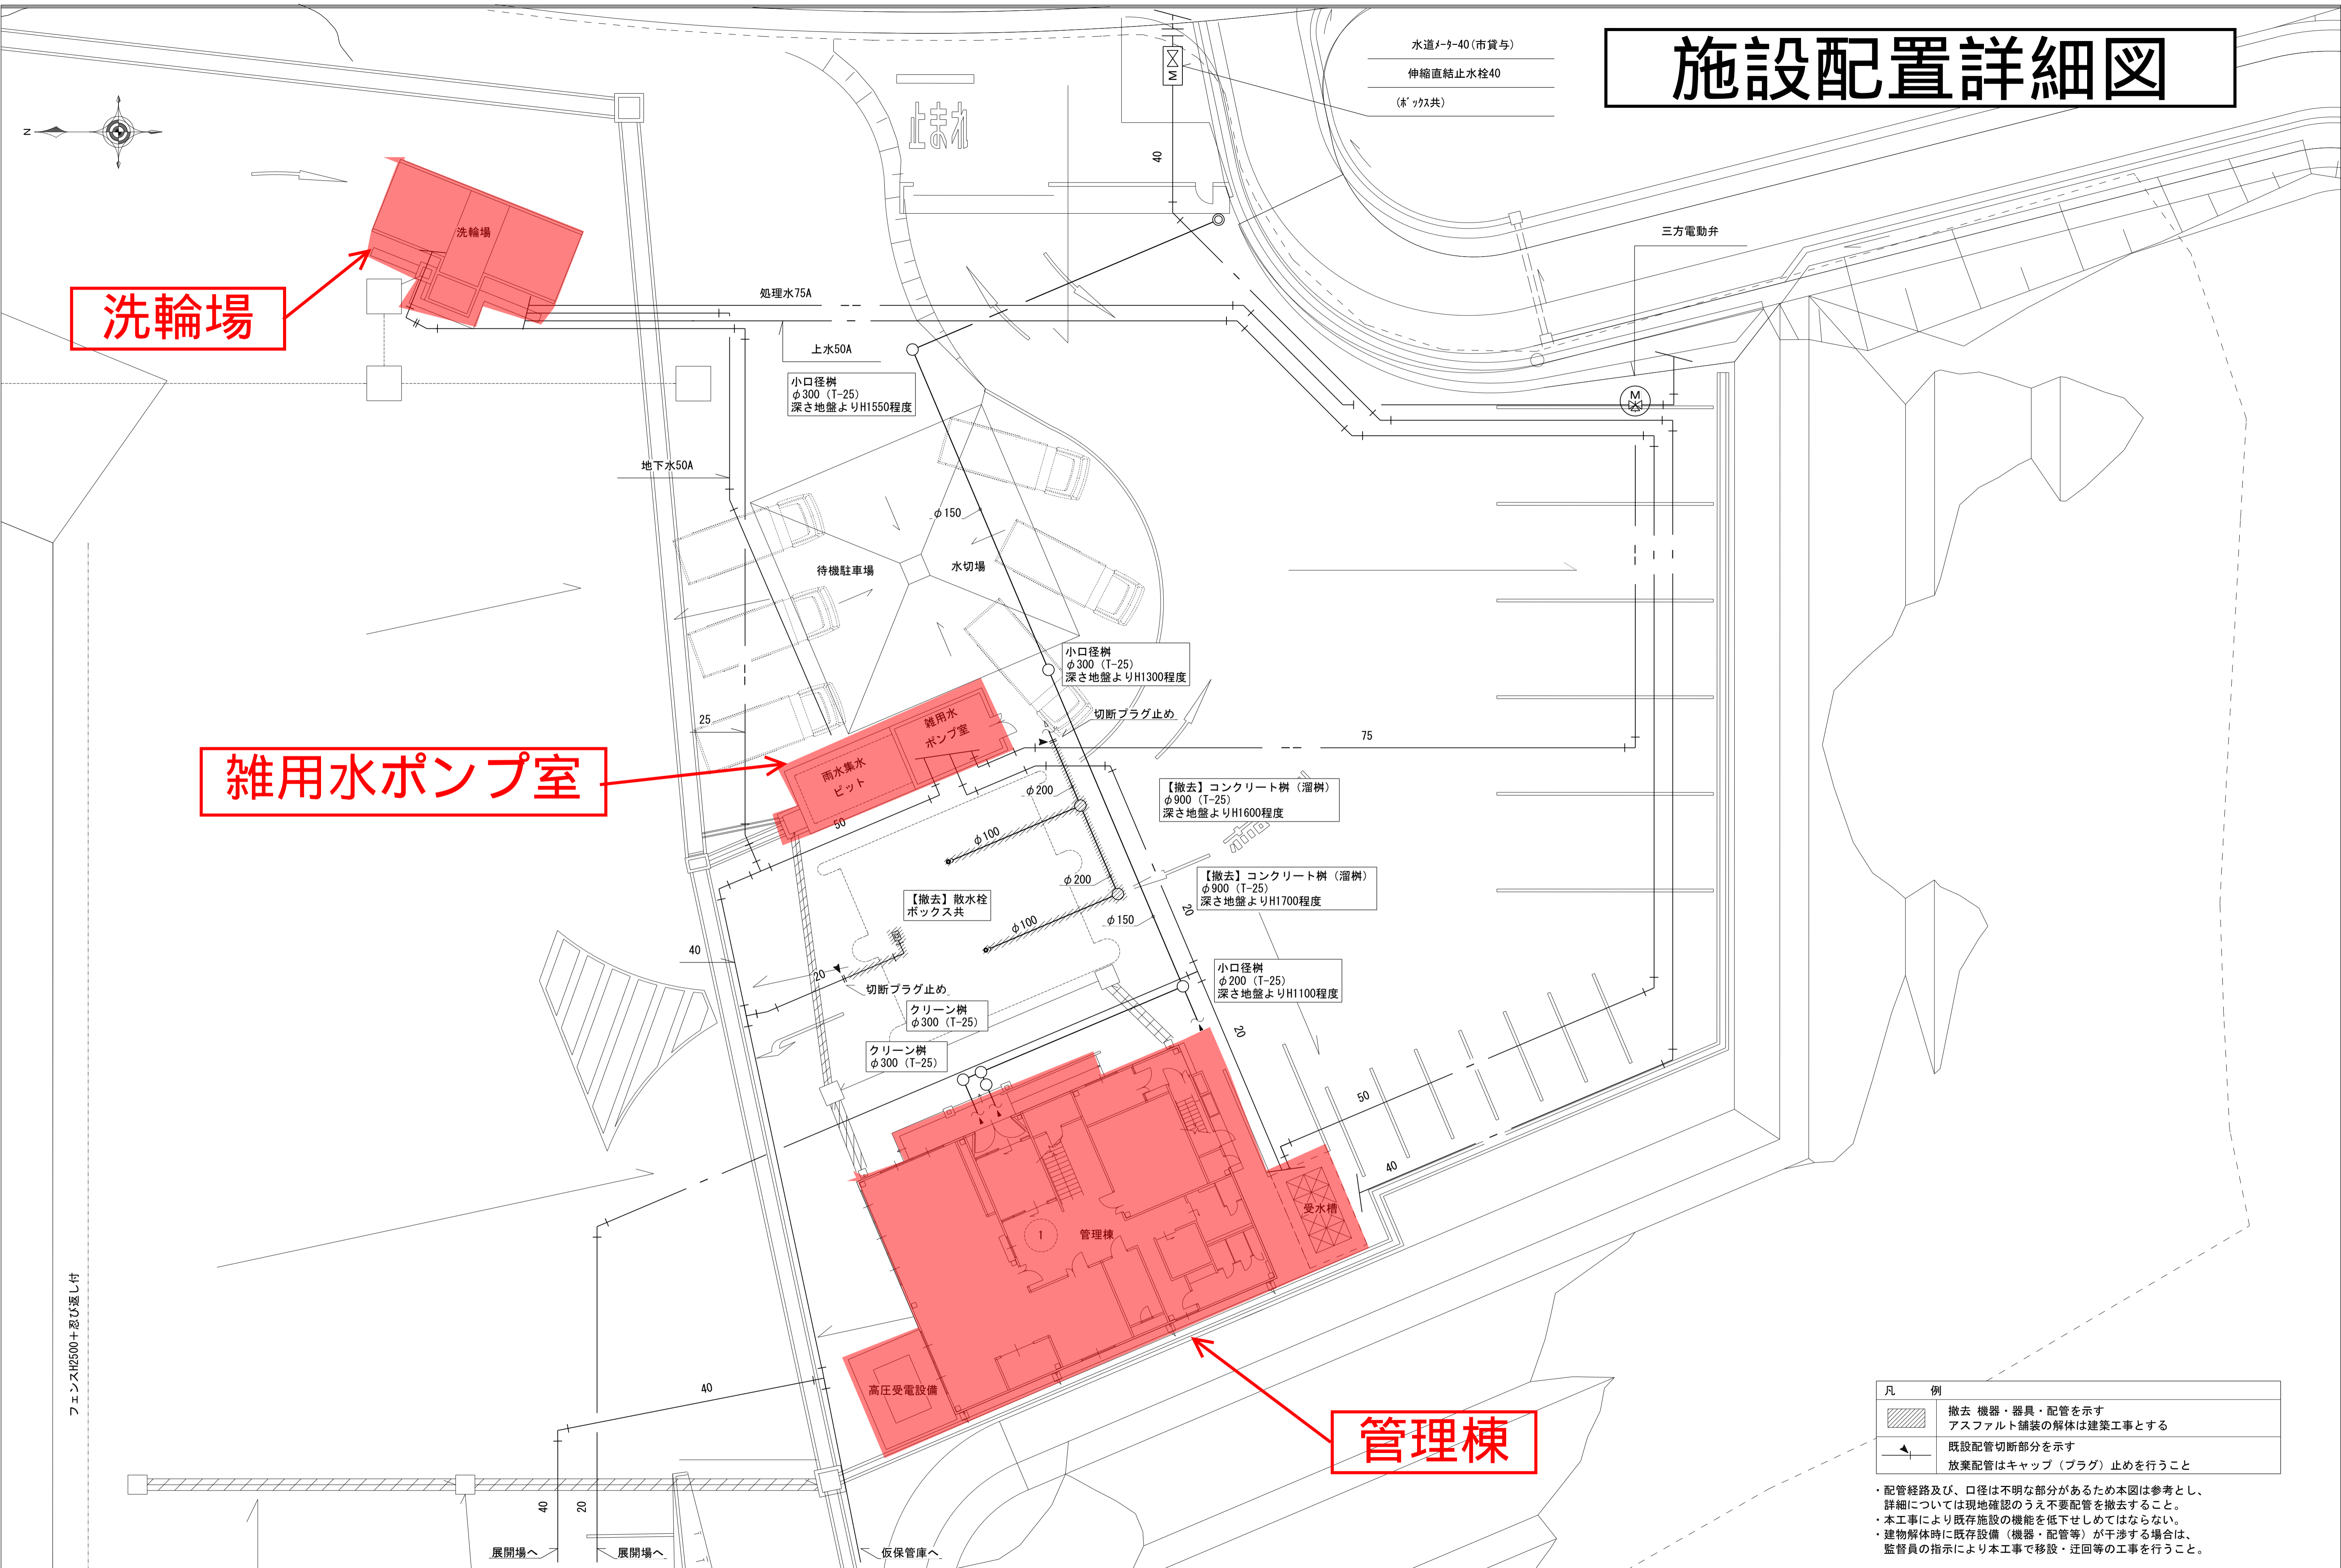 施設配置詳細図
水道ﾒｰﾀｰ40(市貸与)
伸縮直結止水栓40
(ﾎﾞｯｸｽ共)
M
止まれ
40
N
三方電動弁
洗輪場
洗輪場
処理水75A
上水50A
小口径桝
φ300 (T-25)
深さ地盤よりH1550程度
M
地下水50A
φ150
待機駐車場
水切場
小口径桝
φ300 (T-25)
深さ地盤よりH1300程度
切断プラグ止め
25
75
雑用水
ポンプ室
雑用水ポンプ室
雨水集水
ピット
φ200
【撤去】コンクリート桝 (溜桝)
φ900 (T-25)
深さ地盤よりH1600程度
50
φ100
φ200
【撤去】コンクリート桝 (溜桝)
φ900 (T-25)
深さ地盤よりH1700程度
【撤去】散水栓
ボックス共
φ100
φ150
20
40
20
切断プラグ止め
小口径桝
φ200 (T-25)
深さ地盤よりH1100程度
クリーン桝
φ300 (T-25)
20
クリーン桝
φ300 (T-25)
50
40
受水槽
1
管理棟
フェンスH2500+忍び返し付
40
高圧受電設備
管理棟
凡 例
撤去 機器・器具・配管を示す
アスファルト舗装の解体は建築工事とする
既設配管切断部分を示す
放棄配管はキャップ (プラグ) 止めを行うこと
・配管経路及び、口径は不明な部分があるため本図は参考とし、
詳細については現地確認のうえ不要配管を撤去すること。
・本工事により既存施設の機能を低下せしめてはならない。
・建物解体時に既存設備 (機器・配管等) が干渉する場合は、
監督員の指示により本工事で移設・迂回等の工事を行うこと。
40
20
展開場へ
展開場へ
仮保管庫へ